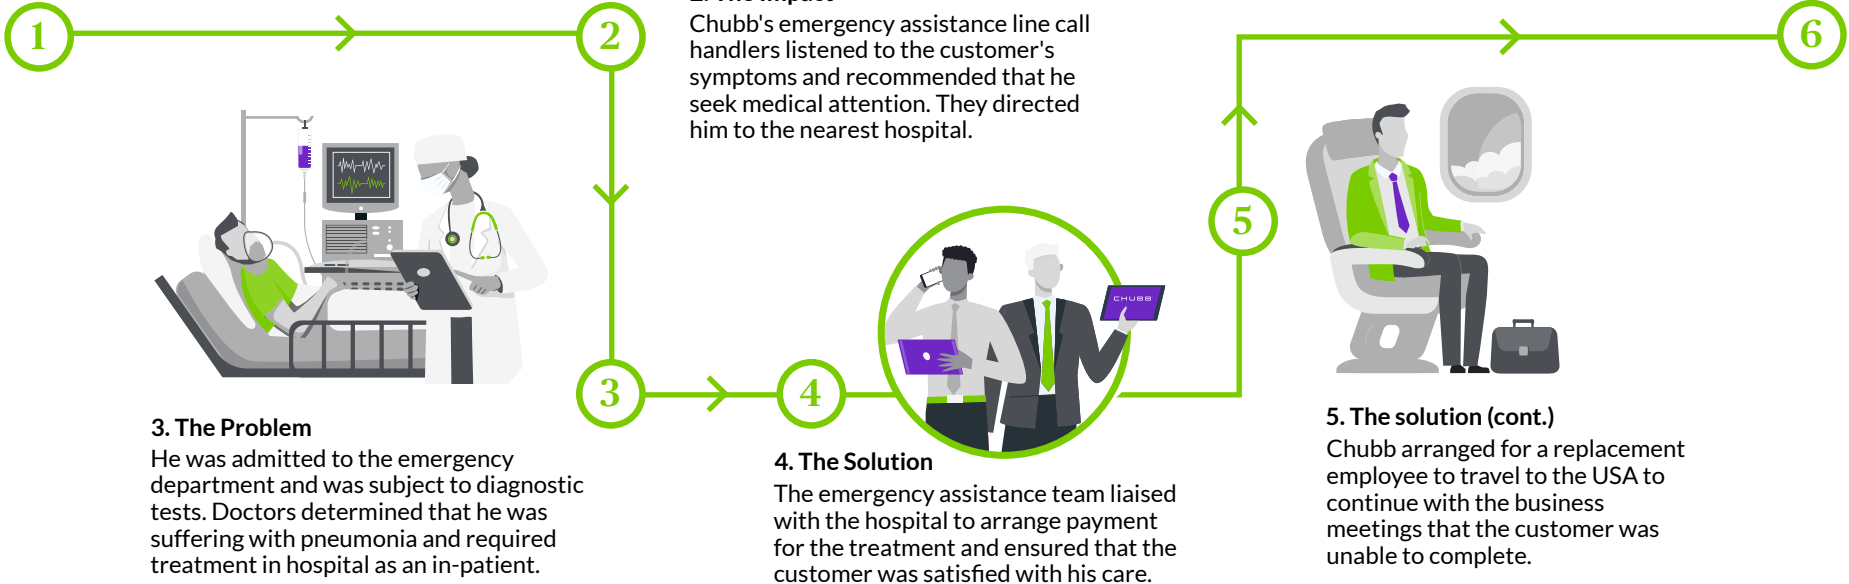 1
2
2. The Impact
Chubb's emergency assistance line call
handlers listened to the customer's
symptoms and recommended that he
seek medical attention. They directed
him to the nearest hospital.
3
3. The Problem
He was admitted to the emergency
department and was subject to diagnostic
tests. Doctors determined that he was
suffering with pneumonia and required
treatment in hospital as an in-patient.
4
CHUBB
4. The Solution
The emergency assistance team liaised
with the hospital to arrange payment
for the treatment and ensured that the
customer was satisfied with his care.
5
5. The solution (cont.)
Chubb arranged for a replacement
employee to travel to the USA to
continue with the business
meetings that the customer was
unable to complete.
6